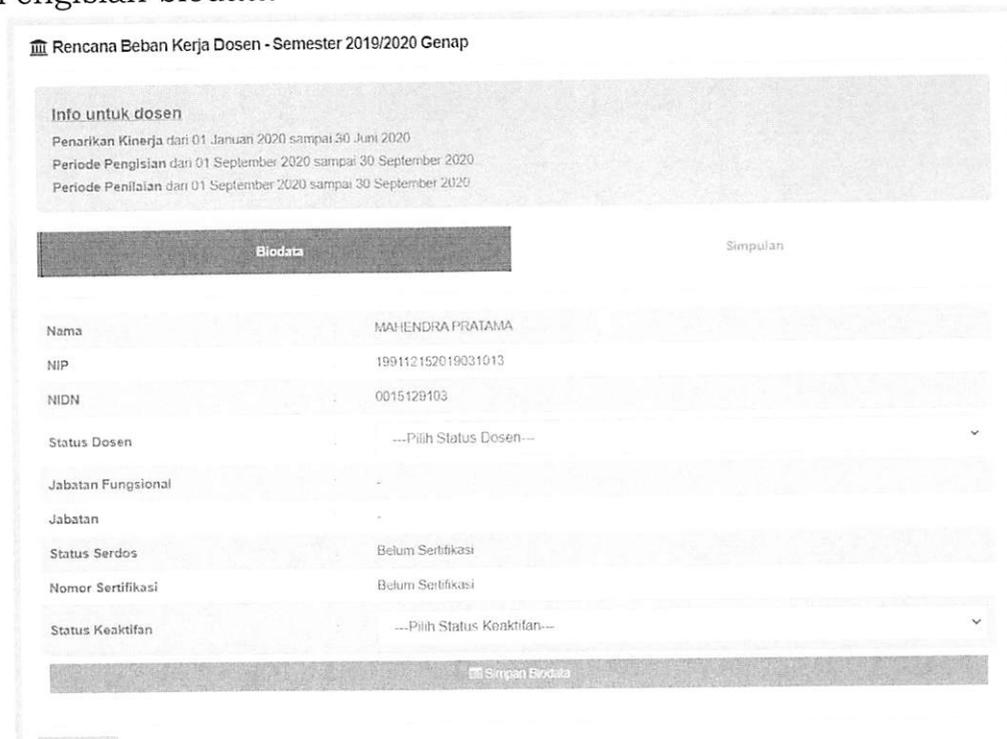 Pengisian biodata
Rencana Beban Kerja Dosen - Semester 2019/2020 Genap
Info untuk dosen
Penarikan Kinerja dari 01 Januari 2020 sampai 30 Juni 2020
Periode Pengisian dari 01 September 2020 sampai 30 September 2020
Periode Penilaian dari 01 September 2020 sampai 30 September 2020
Biodata
Simpulan
Nama MAHENDRA PRATAMA
NIP 199112152019031013
NIDN 0015129103
Status Dosen : ---Pilih Status Dosen---
Jabatan Fungsional : -
Jabatan -
Status Serdos Belum Sertifikasi
Nomor Sertifikasi Belum Sertifikasi
Status Keaktifan : ---Pilih Status Keaktifan---
Simpan Biodata